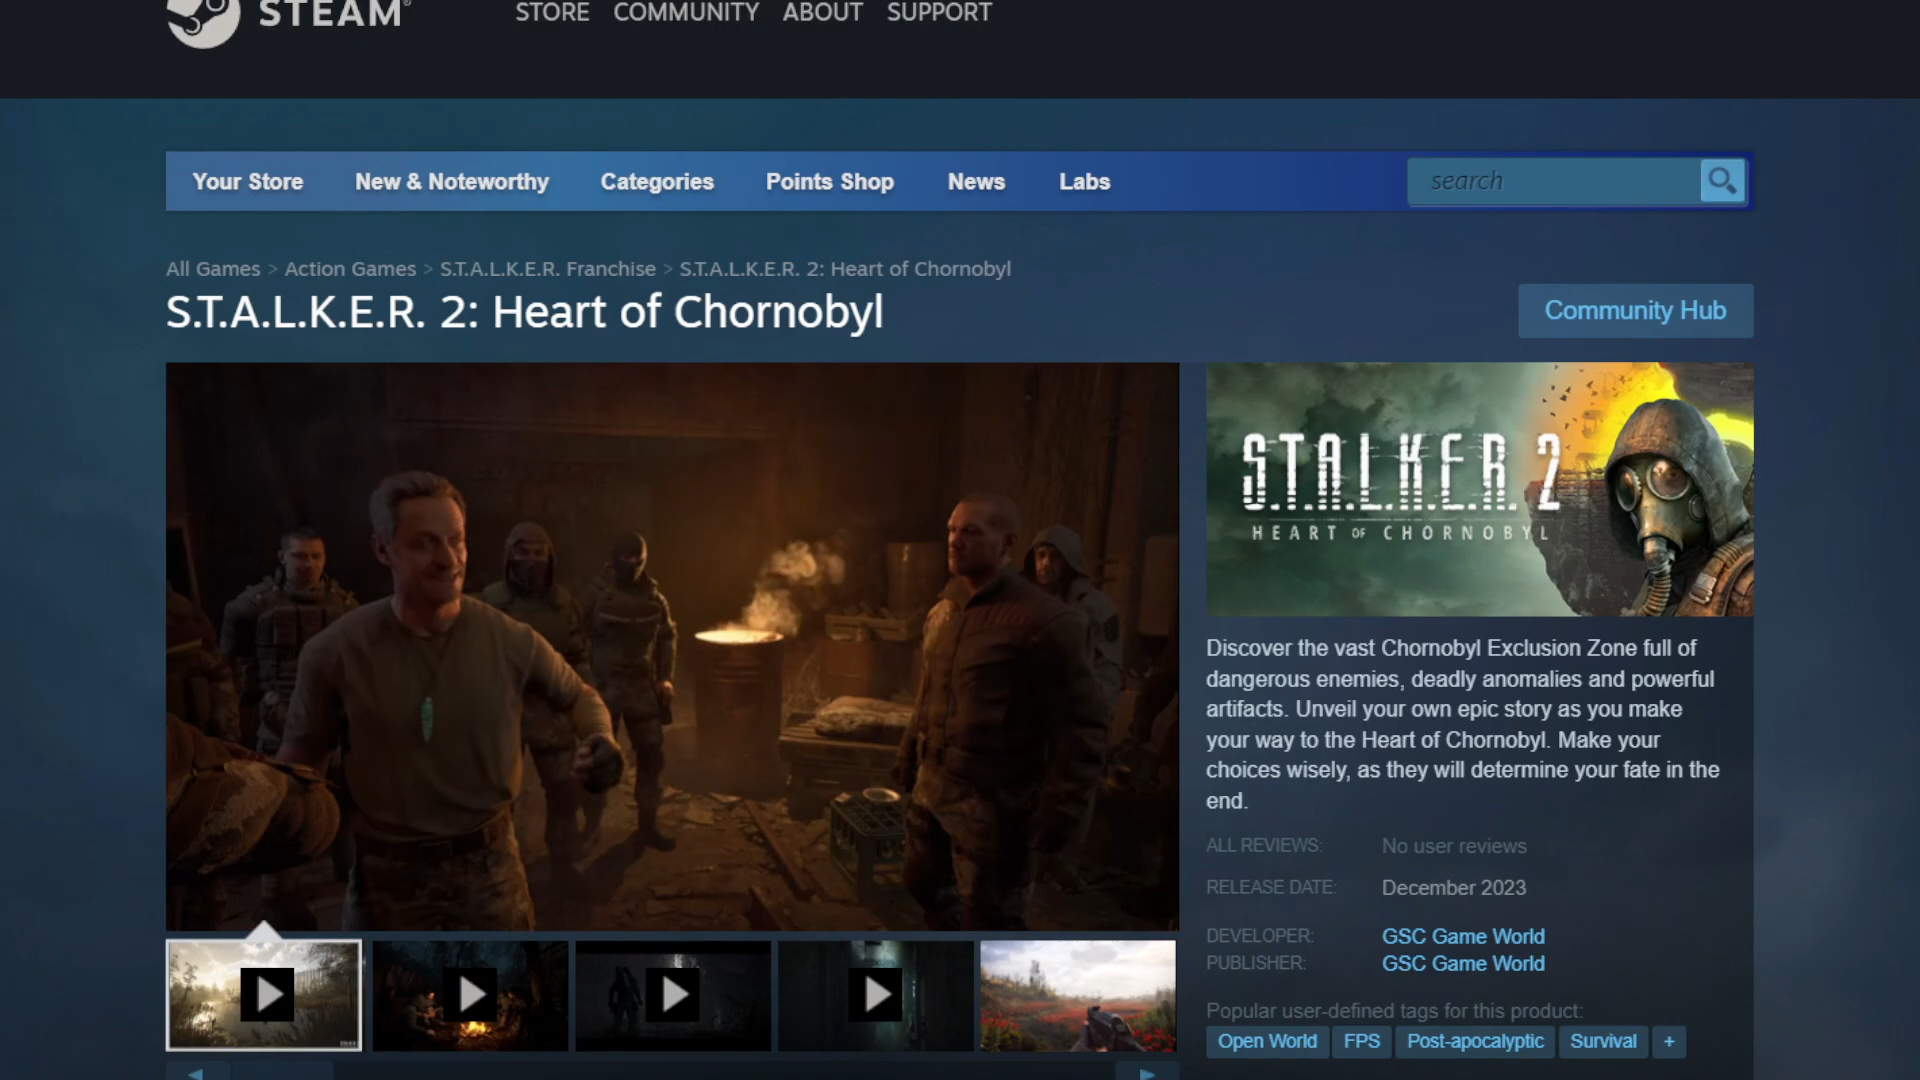 STEAM®
STORE COMMUNITY ABOUT SUPPORT
Your Store New & Noteworthy Categories Points Shop News Labs search
All Games > Action Games > S.T.A.L.K.E.R. Franchise > S.T.A.L.K.E.R. 2: Heart of Chornobyl
S.T.A.L.K.E.R. 2: Heart of Chornobyl
Community Hub
S.T.A.L.K.E.R. 2
HEART OF CHORNOBYL
Discover the vast Chornobyl Exclusion Zone full of
dangerous enemies, deadly anomalies and powerful
artifacts. Unveil your own epic story as you make
your way to the Heart of Chornobyl. Make your
choices wisely, as they will determine your fate in the
end.
ALL REVIEWS: No user reviews
RELEASE DATE: December 2023
DEVELOPER: GSC Game World
PUBLISHER: GSC Game World
Popular user-defined tags for this product:
Open World FPS Post-apocalyptic Survival +